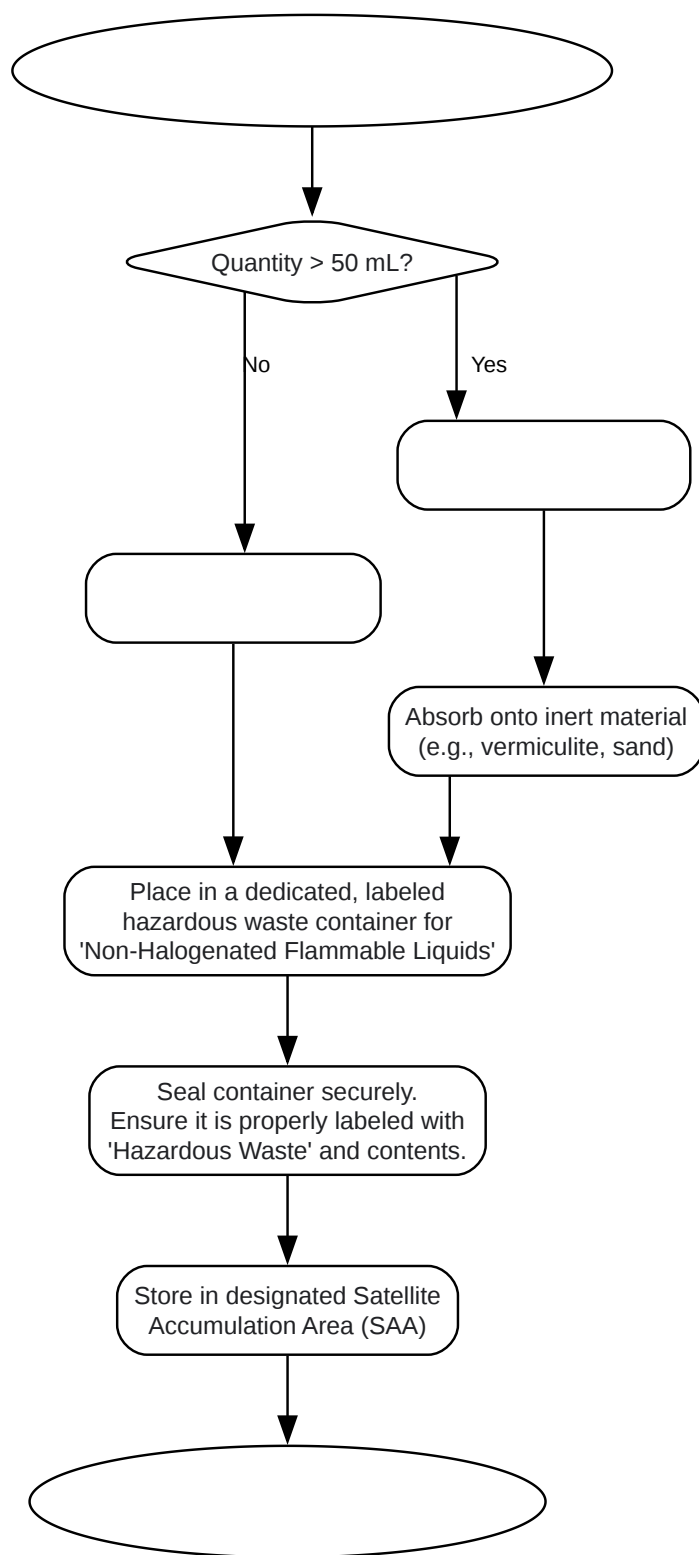 Quantity > 50 mL?
No
Yes
Absorb onto inert material
(e.g., vermiculite, sand)
Place in a dedicated, labeled
hazardous waste container for
'Non-Halogenated Flammable Liquids'
Seal container securely.
Ensure it is properly labeled with
'Hazardous Waste' and contents.
Store in designated Satellite
Accumulation Area (SAA)